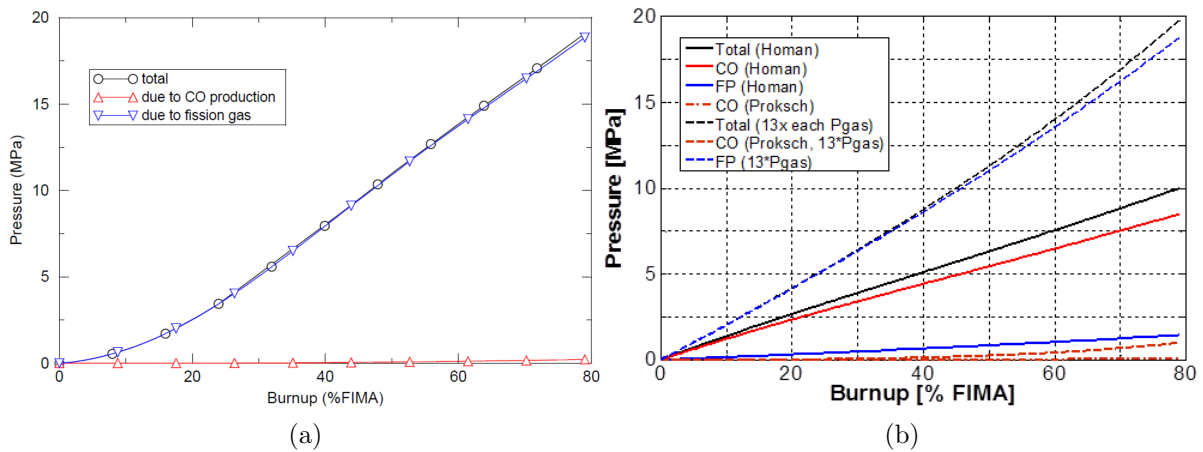 20
15
10
5
0
Pressure (MPa)
total
due to CO production
due to fission gas
0
20
40
60
80
Burnup (%FIMA)
(a)
20
15
10
5
0
Pressure [MPa]
Total (Homan)
CO (Homan)
FP (Homan)
CO (Proksch)
Total (13x each Pgas)
CO (Proksch, 13*Pgas)
FP (13*Pgas)
0
20
40
60
80
Burnup [% FIMA]
(b)